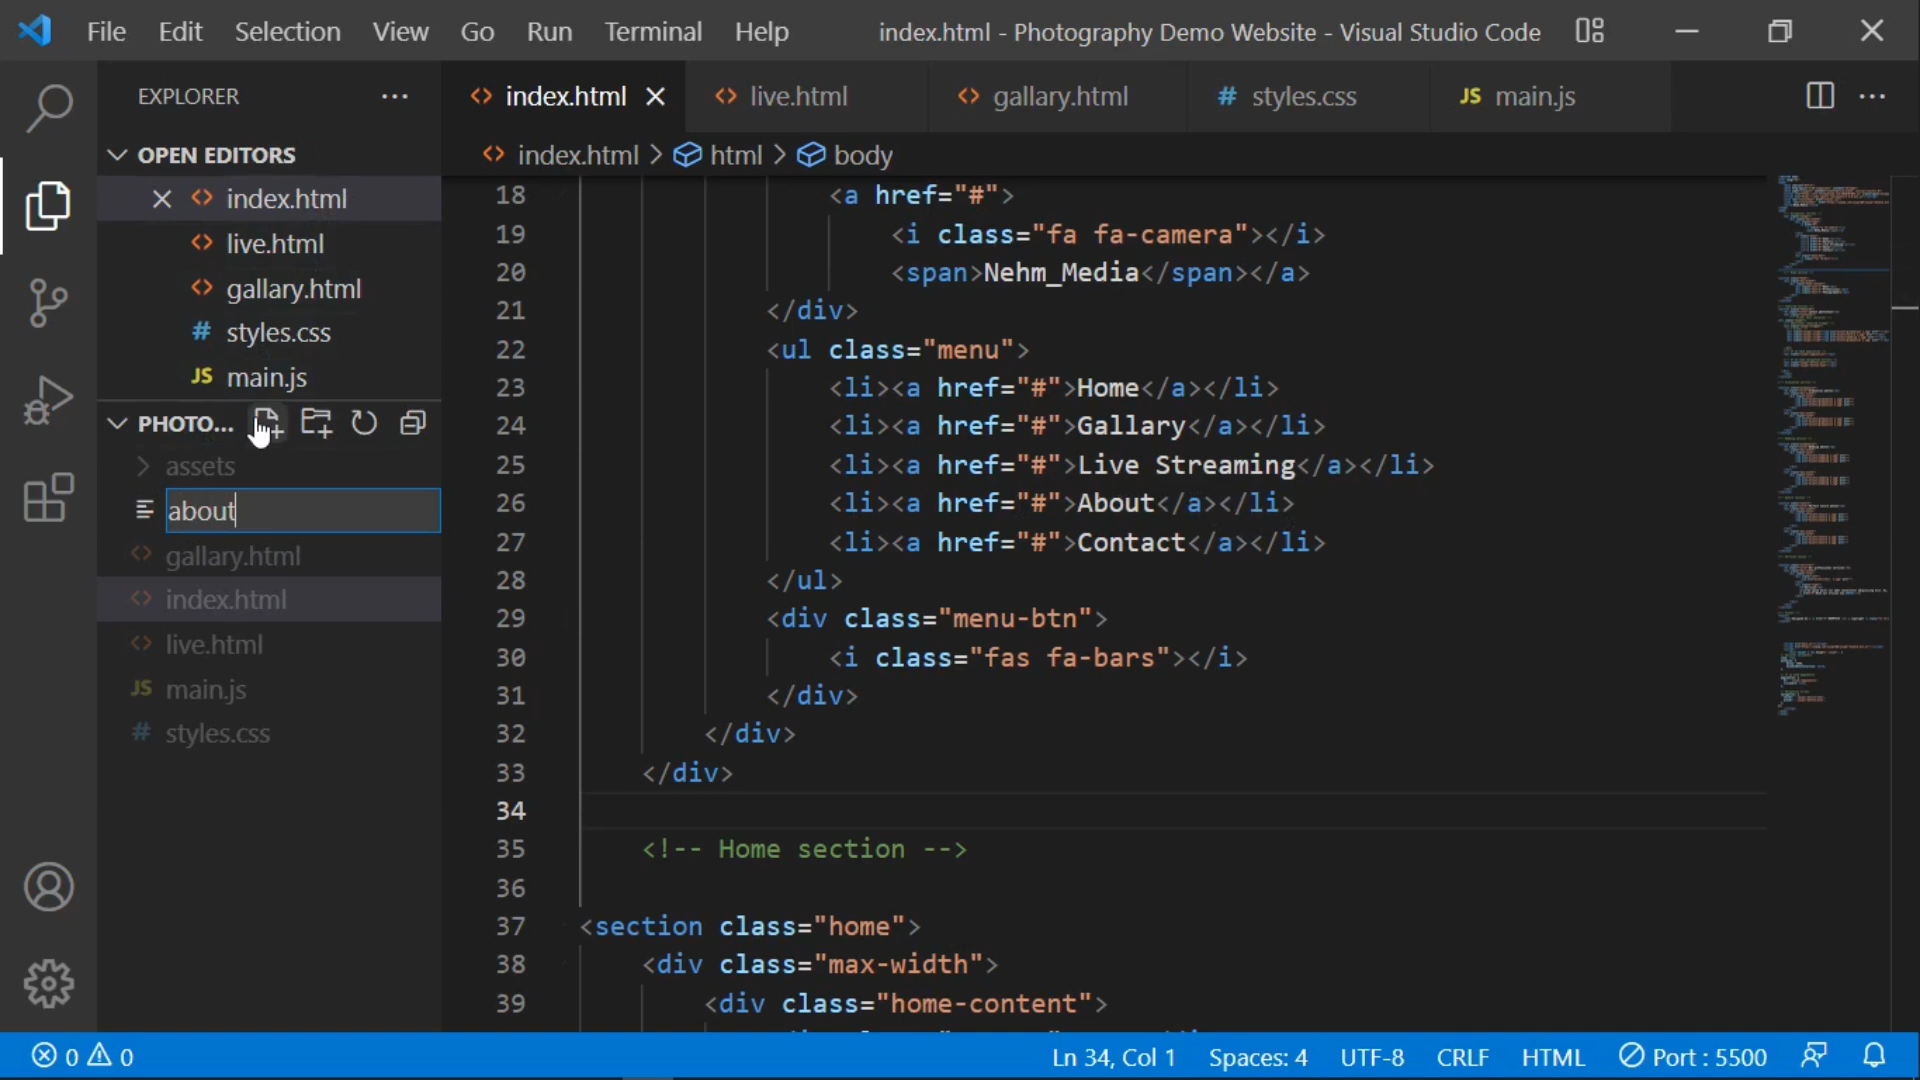 File Edit Selection View Go Run Terminal Help index.html - Photography Demo Website - Visual Studio Code
EXPLORER
index.html live.html gallary.html # styles.css JS main.js
OPEN EDITORS
index.html > html > body
index.html
live.html
gallary.html
# styles.css
JS main.js
PHOTO...
assets
about
gallary.html
index.html
live.html
JS main.js
# styles.css
18 <a href="#">
19 <i class="fa fa-camera"></i>
20 <span>Nehm_Media</span></a>
21 </div>
22 <ul class="menu">
23 <li><a href="#">Home</a></li>
24 <li><a href="#">Gallary</a></li>
25 <li><a href="#">Live Streaming</a></li>
26 <li><a href="#">About</a></li>
27 <li><a href="#">Contact</a></li>
28 </ul>
29 <div class="menu-btn">
30 <i class="fas fa-bars"></i>
31 </div>
32 </div>
33 </div>
34
35 <!-- Home section -->
36
37 <section class="home">
38 <div class="max-width">
39 <div class="home-content">
0 0 Ln 34, Col 1 Spaces: 4 UTF-8 CRLF HTML Port : 5500